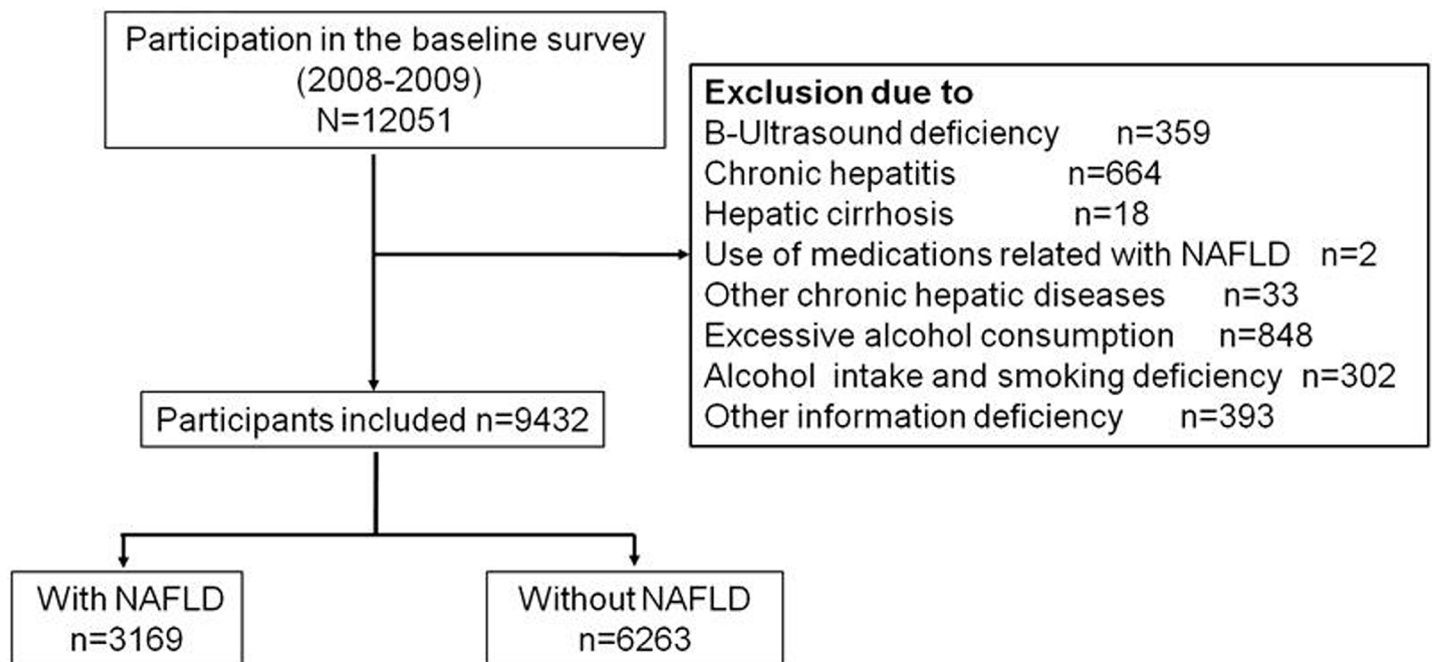 Participation in the baseline survey
(2008-2009)
N=12051
Exclusion due to
B-Ultrasound deficiency n=359
Chronic hepatitis n=664
Hepatic cirrhosis n=18
Use of medications related with NAFLD n=2
Other chronic hepatic diseases n=33
Excessive alcohol consumption n=848
Alcohol intake and smoking deficiency n=302
Other information deficiency n=393
Participants included n=9432
With NAFLD
n=3169
Without NAFLD
n=6263